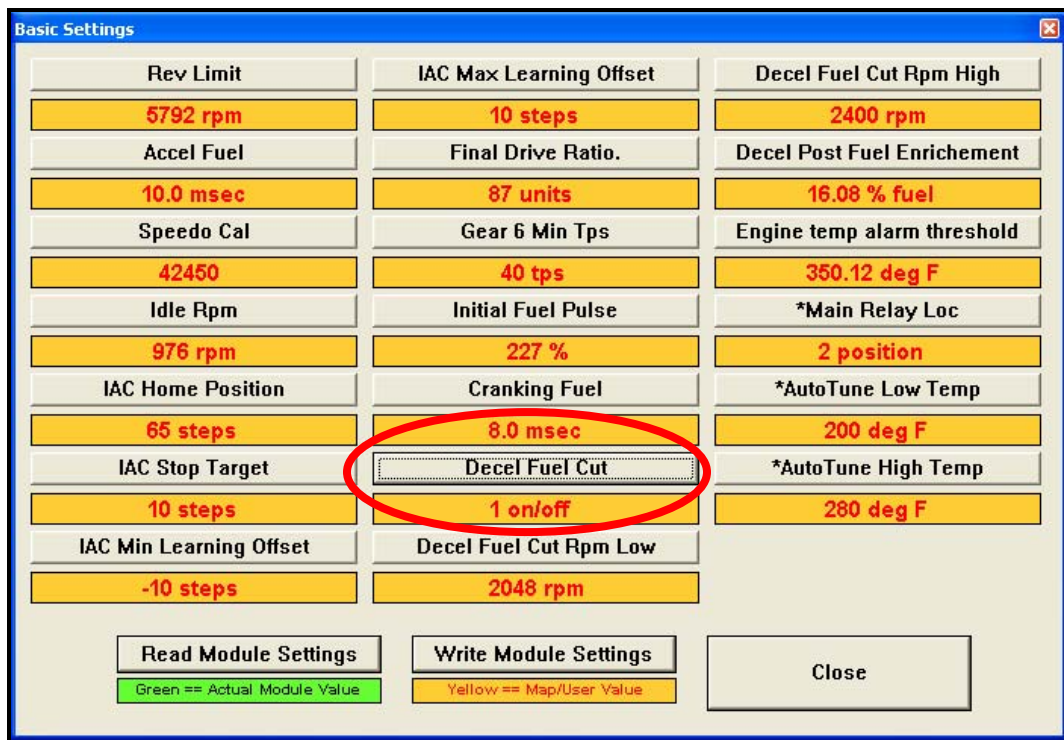 Basic Settings
Rev Limit
5792 rpm
Accel Fuel
10.0 msec
Speedo Cal
42450
Idle Rpm
976 rpm
IAC Home Position
65 steps
IAC Stop Target
10 steps
IAC Min Learning Offset
-10 steps
IAC Max Learning Offset
10 steps
Final Drive Ratio.
87 units
Gear 6 Min Tps
40 tps
Initial Fuel Pulse
227 %
Cranking Fuel
8.0 msec
Decel Fuel Cut
1 on/off
Decel Fuel Cut Rpm Low
2048 rpm
Decel Fuel Cut Rpm High
2400 rpm
Decel Post Fuel Enrichement
16.08 % fuel
Engine temp alarm threshold
350.12 deg F
*Main Relay Loc
2 position
*AutoTune Low Temp
200 deg F
*AutoTune High Temp
280 deg F
Read Module Settings
Green == Actual Module Value
Write Module Settings
Yellow == Map/User Value
Close